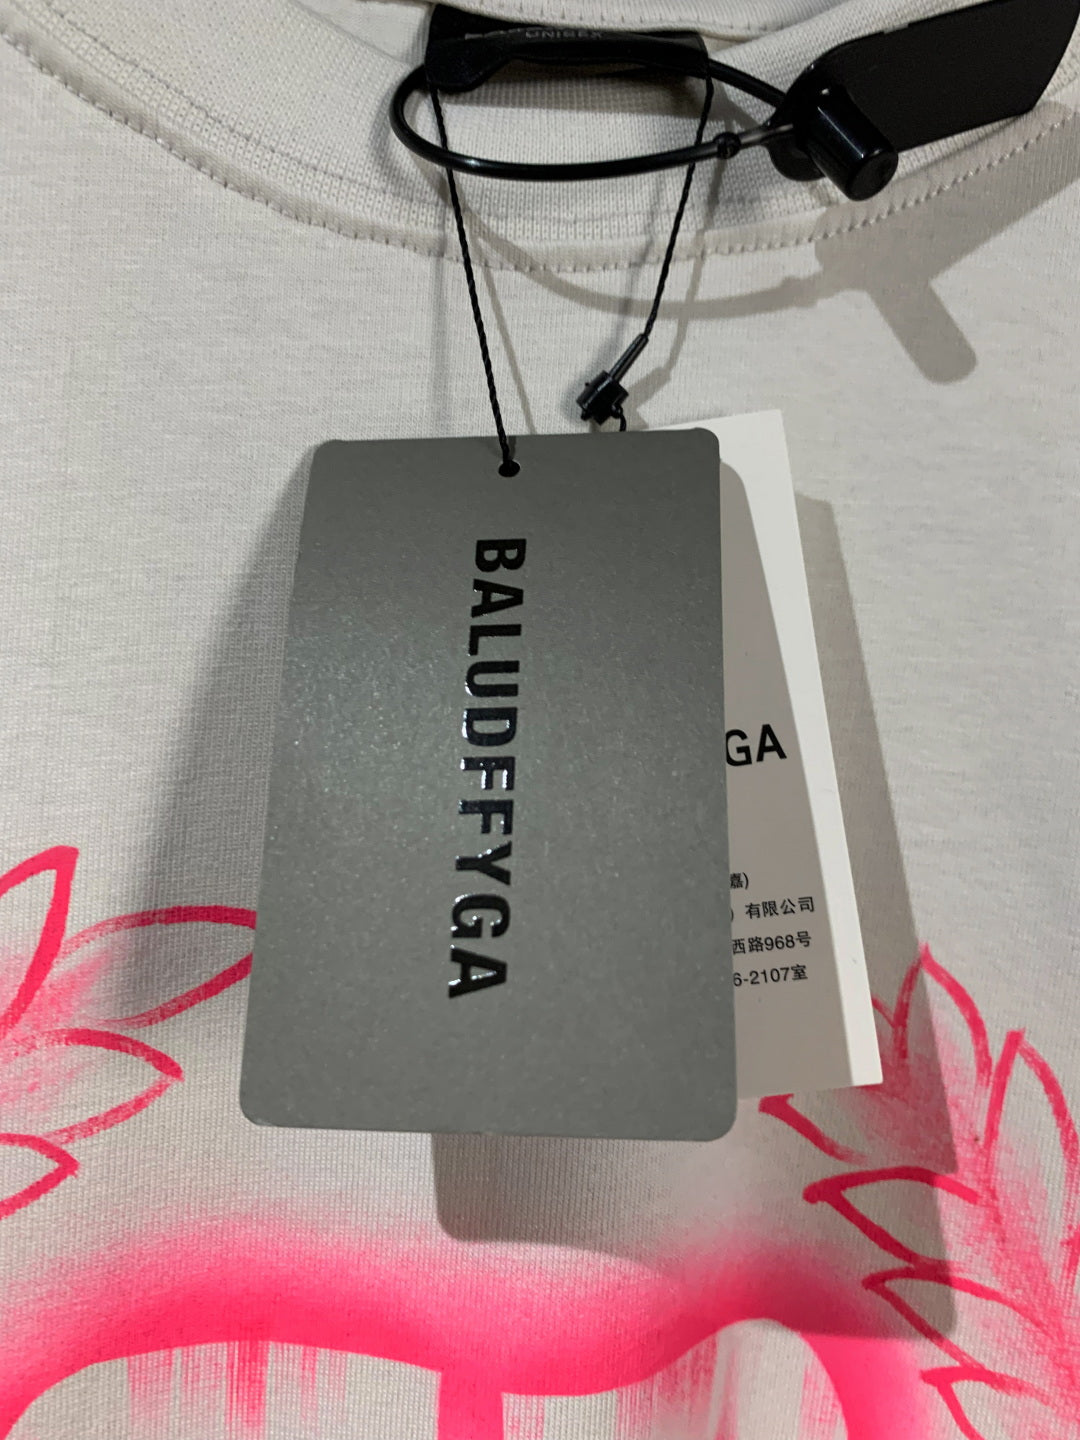 UNISEX
BALUDFFYGA
GA
嘉)
) 有限公司
西路968号
6-2107室